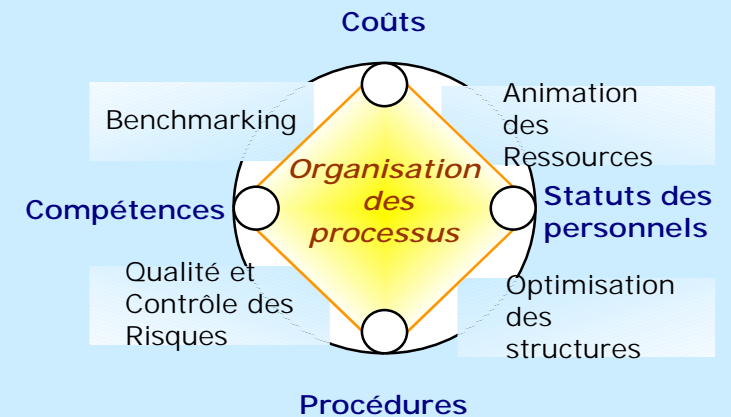 Coûts
Benchmarking
Animation
des
Ressources
Organisation
des
processus
Compétences
Statuts des
personnels
Qualité et
Contrôle des
Risques
Optimisation
des
structures
Procédures